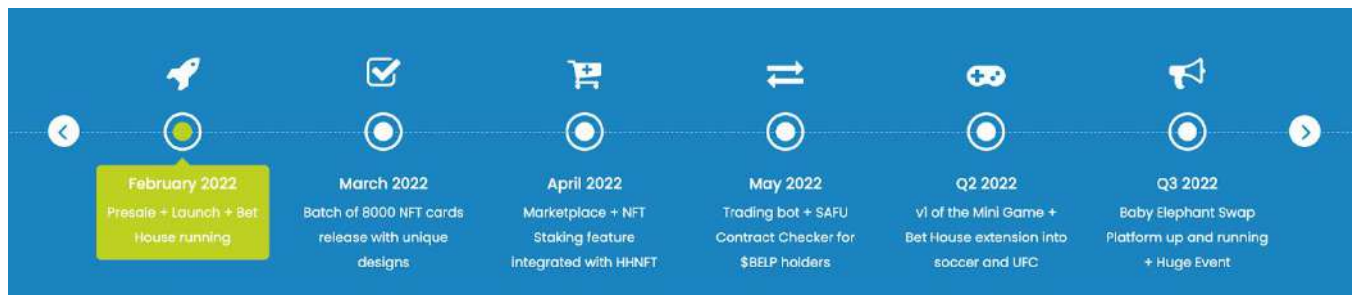 February 2022
Presale + Launch + Bet
House running
March 2022
Batch of 8000 NFT cards
release with unique
designs
April 2022
Marketplace + NFT
Staking feature
integrated with HHNFT
May 2022
Trading bot + SAFU
Contract Checker for
$BELP holders
Q2 2022
v1 of the Mini Game +
Bet House extension into
soccer and UFC
Q3 2022
Baby Elephant Swap
Platform up and running
+ Huge Event